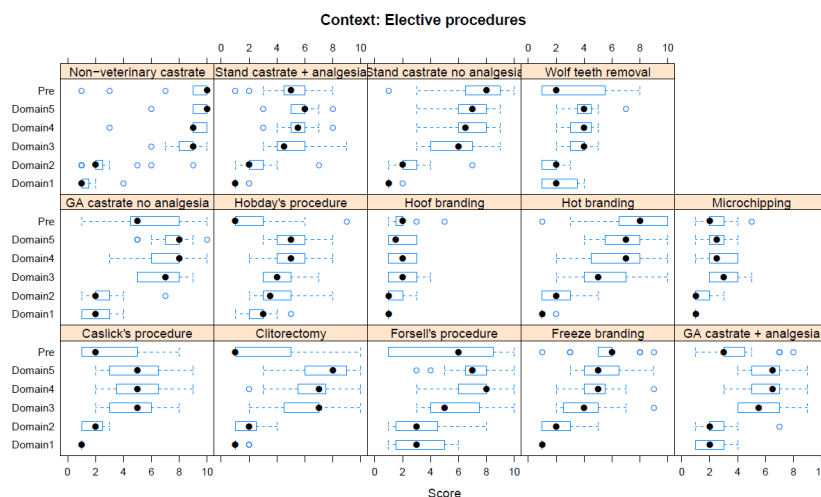 Context: Elective procedures
0 2 4 6 8 10 0 2 4 6 8 10
Non−veterinary castrate Stand castrate + analgesia Stand castrate no analgesia Wolf teeth removal
Pre
Domain5
Domain4
Domain3
Domain2
Domain1
GA castrate no analgesia Hobday's procedure Hoof branding Hot branding Microchipping
Pre
Domain5
Domain4
Domain3
Domain2
Domain1
Caslick's procedure Clitorectomy Forsell's procedure Freeze branding GA castrate + analgesia
Pre
Domain5
Domain4
Domain3
Domain2
Domain1
0 2 4 6 8 10 0 2 4 6 8 10 0 2 4 6 8 10
Score